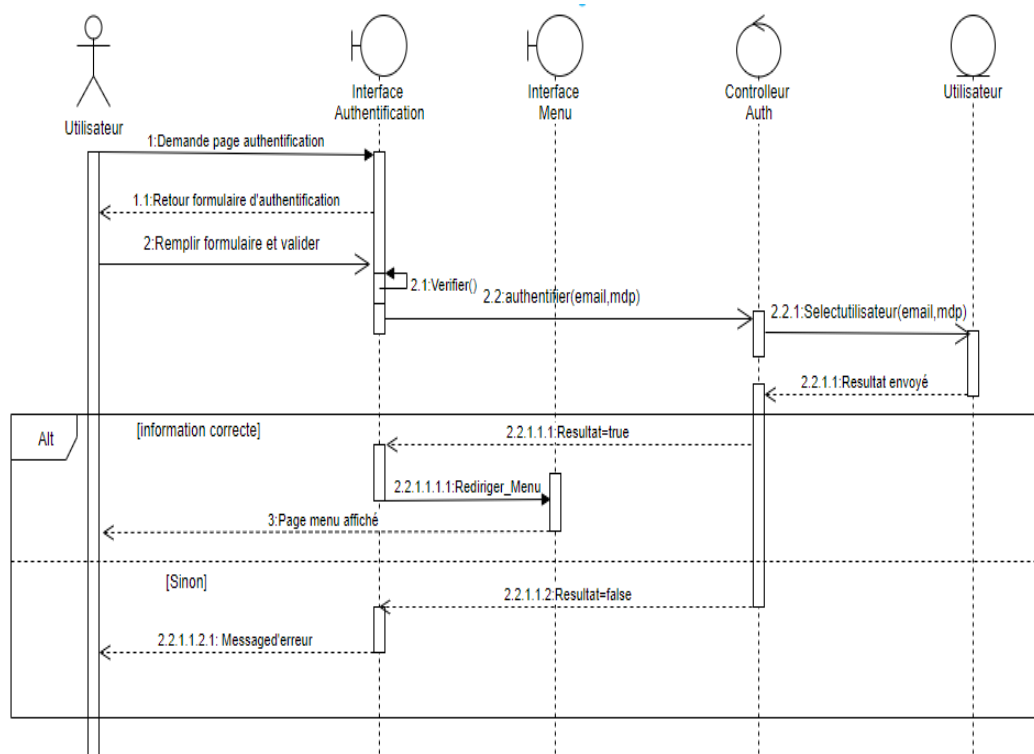 Utilisateur
Interface
Authentification
Interface
Menu
Controlleur
Auth
Utilisateur
1:Demande page authentification
1.1:Retour formulaire d'authentification
2:Remplir formulaire et valider
2.1:Verifier()
2.2:authentifier(email,mdp)
2.2.1:Selectutilisateur(email,mdp)
2.2.1.1:Resultat envoyé
Alt
[information correcte]
2.2.1.1.1:Resultat=true
2.2.1.1.1.1:Rediriger_Menu
3:Page menu affiché
[Sinon]
2.2.1.1.2:Resultat=false
2.2.1.1.2.1: Messaged'erreur